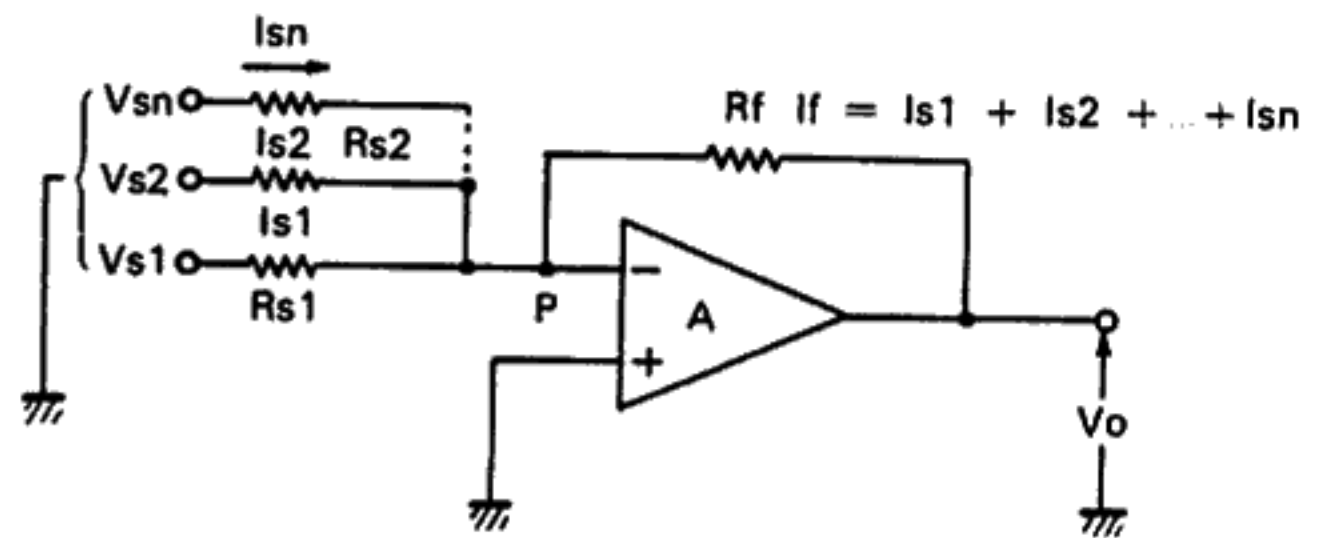 Isn
Vsn
Rf If = Is1 + Is2 + ... + Isn
Is2 Rs2
Vs2
Is1
Vs1
Rs1
P
−
A
+
Vo